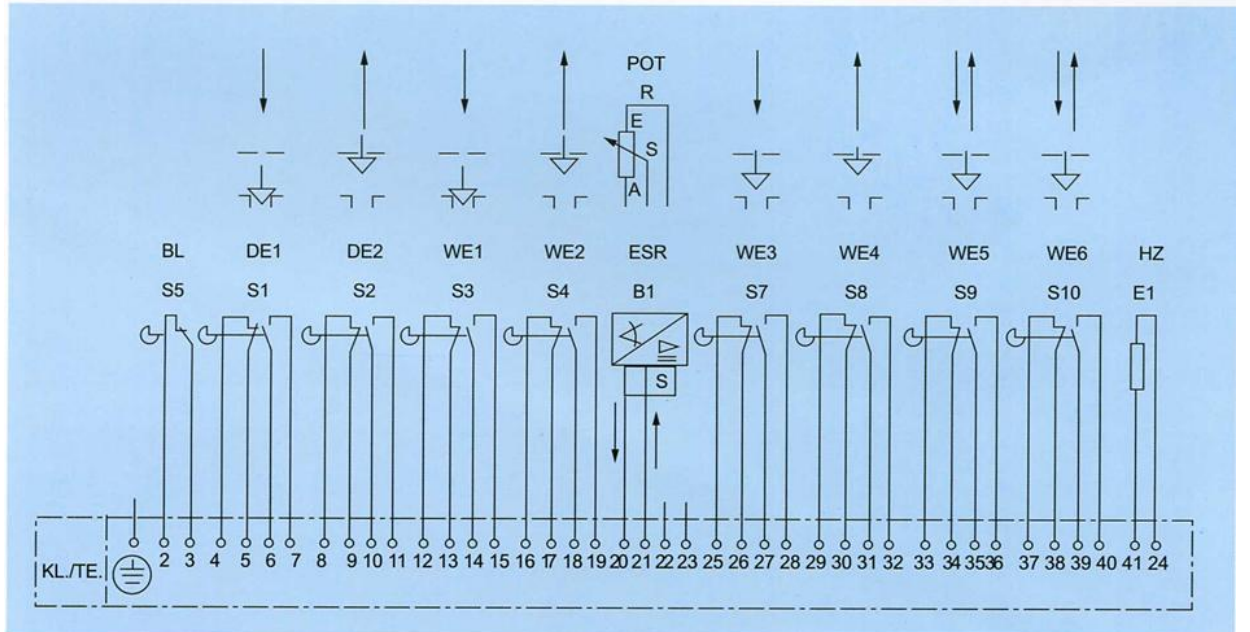 POT
R
E
S
A
BL DE1 DE2 WE1 WE2 ESR WE3 WE4 WE5 WE6 HZ
S5 S1 S2 S3 S4 B1 S7 S8 S9 S10 E1
S
2 3 4 5 6 7 8 9 10 11 12 13 14 15 16 17 18 19 20 21 22 23 25 26 27 28 29 30 31 32 33 34 35 36 37 38 39 40 41 24
KL./TE.